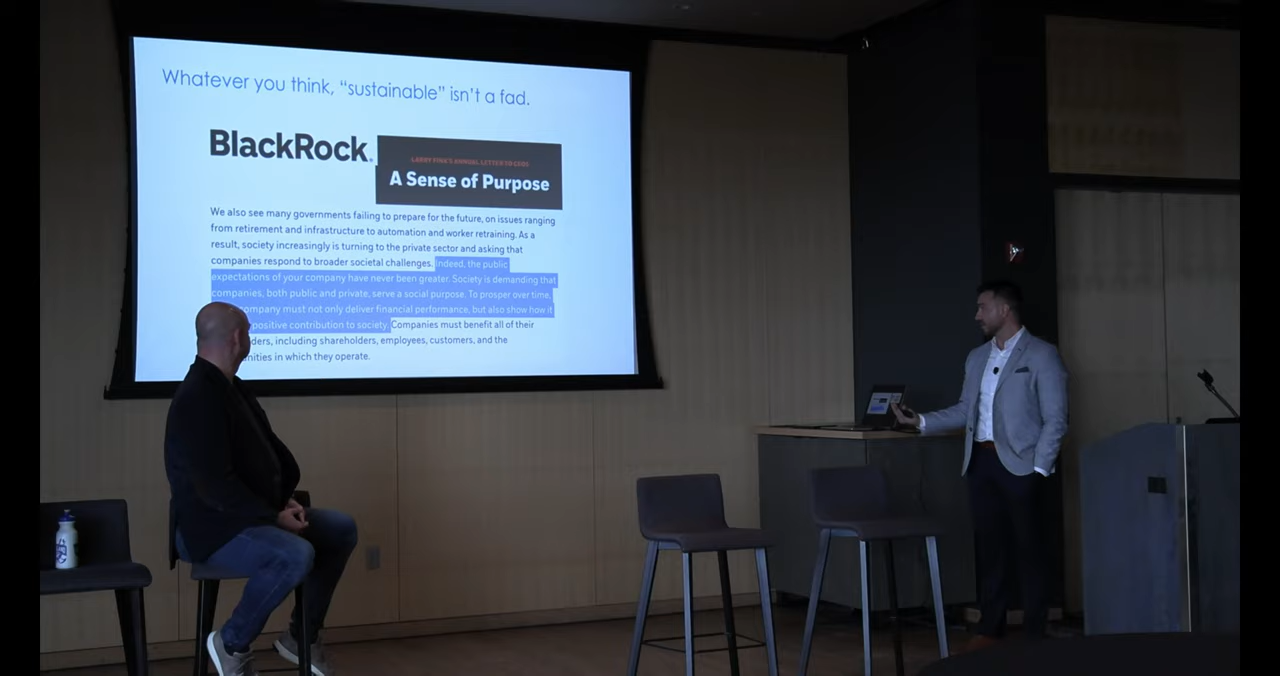 Whatever you think, “sustainable” isn’t a fad.
BlackRock.
LARRY FINK'S ANNUAL LETTER TO CEOS
A Sense of Purpose
We also see many governments failing to prepare for the future, on issues ranging
from retirement and infrastructure to automation and worker retraining. As a
result, society increasingly is turning to the private sector and asking that
companies respond to broader societal challenges. Indeed, the public
expectations of your company have never been greater. Society is demanding that
companies, both public and private, serve a social purpose. To prosper over time,
company must not only deliver financial performance, but also show how it
positive contribution to society. Companies must benefit all of their
ders, including shareholders, employees, customers, and the
nities in which they operate.